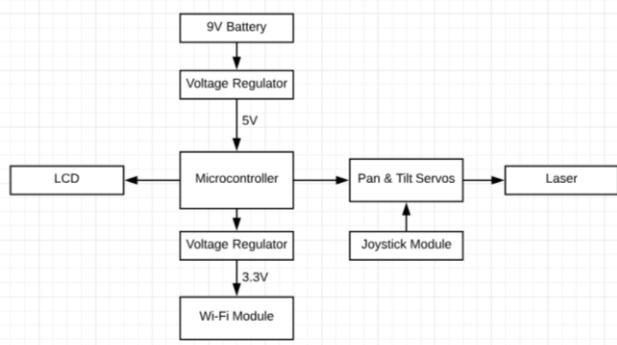 9V Battery
Voltage Regulator
5V
LCD
Microcontroller
Pan & Tilt Servos
Laser
Voltage Regulator
Joystick Module
3.3V
Wi-Fi Module